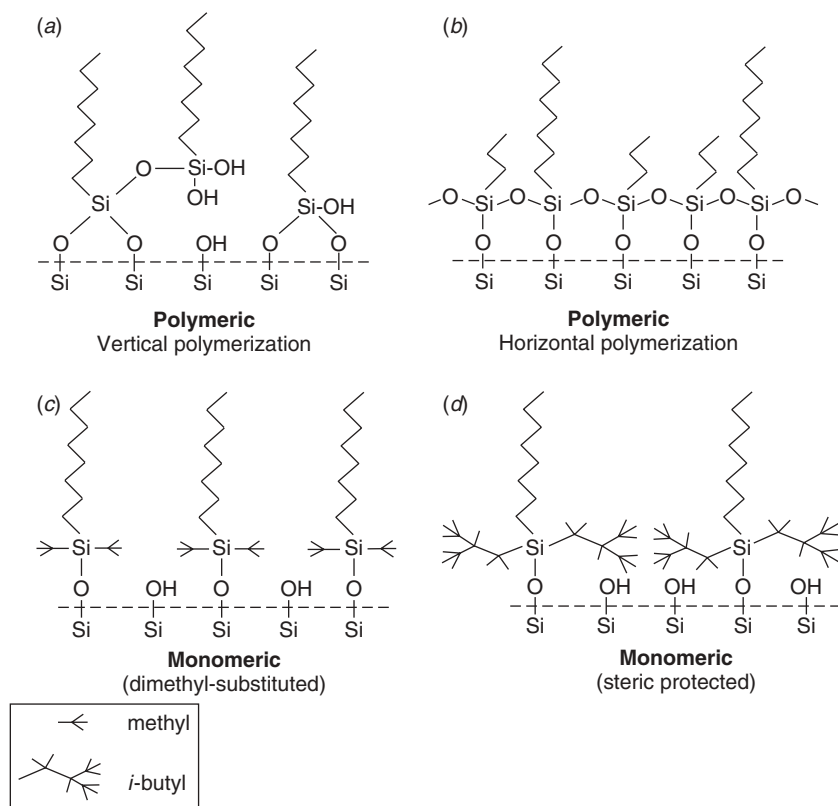 (a)
O
Si-OH
OH
Si
Si-OH
O
O
OH
O
O
Si
Si
Si
Si
Si
Polymeric
Vertical polymerization
(b)
O
Si
O
Si
O
Si
O
Si
O
Si
O
O
O
O
O
O
Si
Si
Si
Si
Si
Polymeric
Horizontal polymerization
(c)
Si
Si
Si
O
OH
O
OH
O
Si
Si
Si
Si
Si
Monomeric
(dimethyl-substituted)
(d)
Si
Si
O
OH
OH
O
OH
Si
Si
Si
Si
Si
Monomeric
(steric protected)
methyl
i-butyl